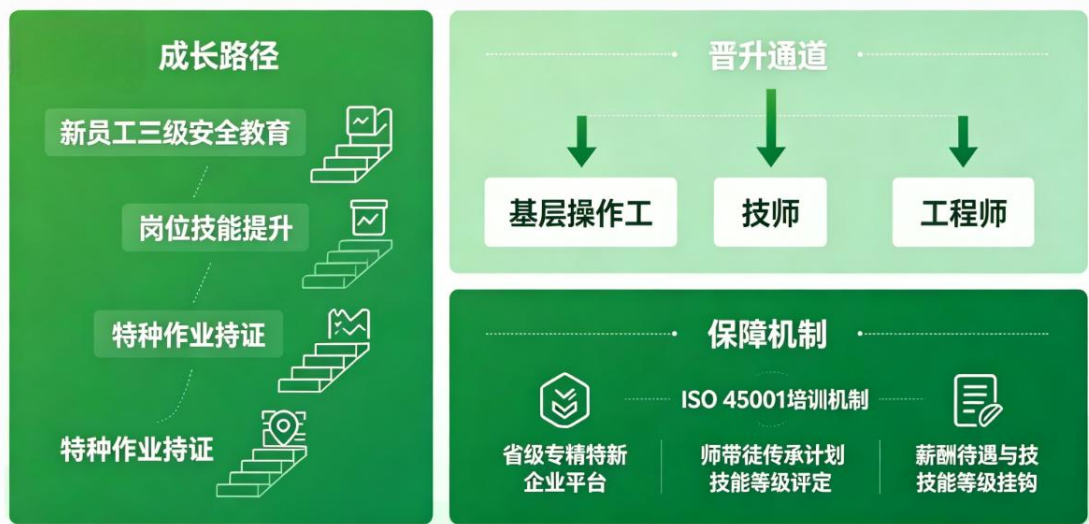 成长路径
新员工三级安全教育
岗位技能提升
特种作业持证
特种作业持证
晋升通道
基层操作工
技师
工程师
保障机制
ISO 45001培训机制
省级专精特新
企业平台
师带徒传承计划
技能等级评定
薪酬待遇与技
技能等级挂钩